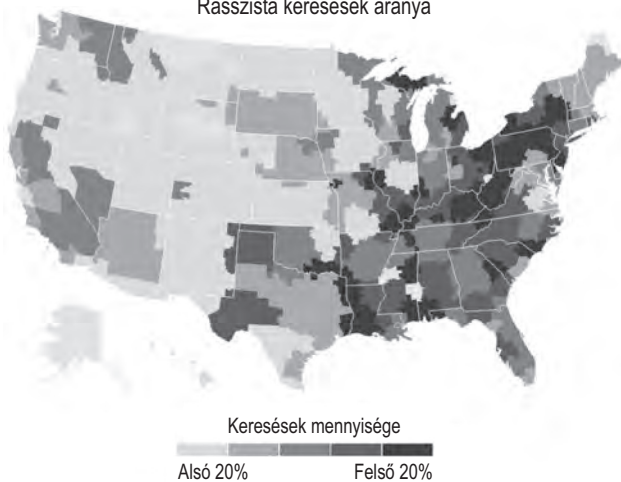 Rasszista keresések aránya
Keresések mennyisége
Alsó 20%
Felső 20%